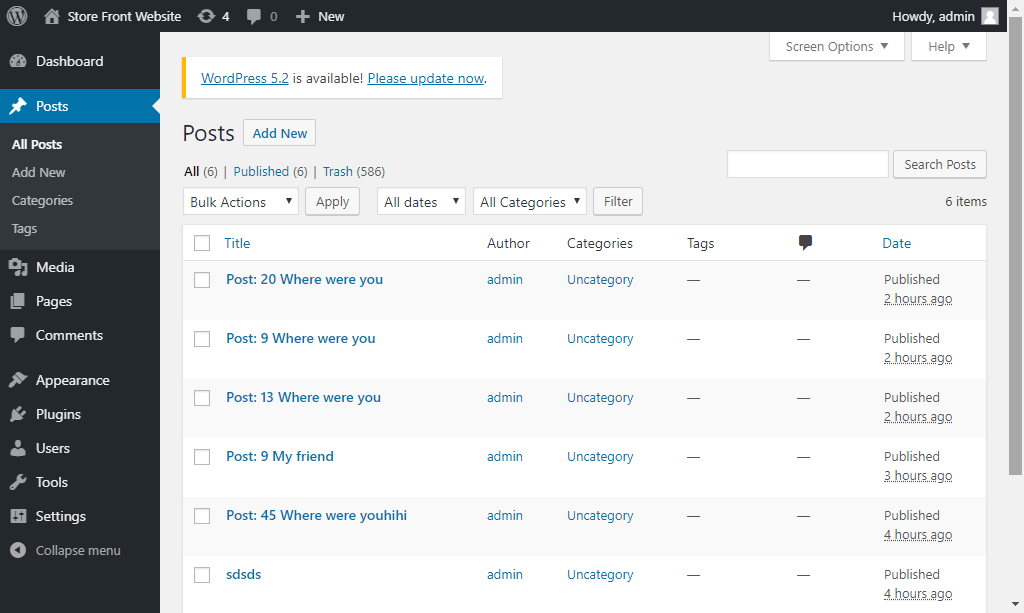 Store Front Website 4 0 New Howdy, admin
Screen Options Help
Dashboard
Posts
All Posts
Add New
Categories
Tags
Media
Pages
Comments
Appearance
Plugins
Users
Tools
Settings
Collapse menu
WordPress 5.2 is available! Please update now.
Posts Add New
All (6) | Published (6) | Trash (586)
Search Posts
Bulk Actions Apply All dates All Categories Filter 6 items
Title Author Categories Tags Date
Post: 20 Where were you admin Uncategory — — Published
2 hours ago
Post: 9 Where were you admin Uncategory — — Published
2 hours ago
Post: 13 Where were you admin Uncategory — — Published
2 hours ago
Post: 9 My friend admin Uncategory — — Published
3 hours ago
Post: 45 Where were youhihi admin Uncategory — — Published
4 hours ago
sdsds admin Uncategory — — Published
4 hours ago